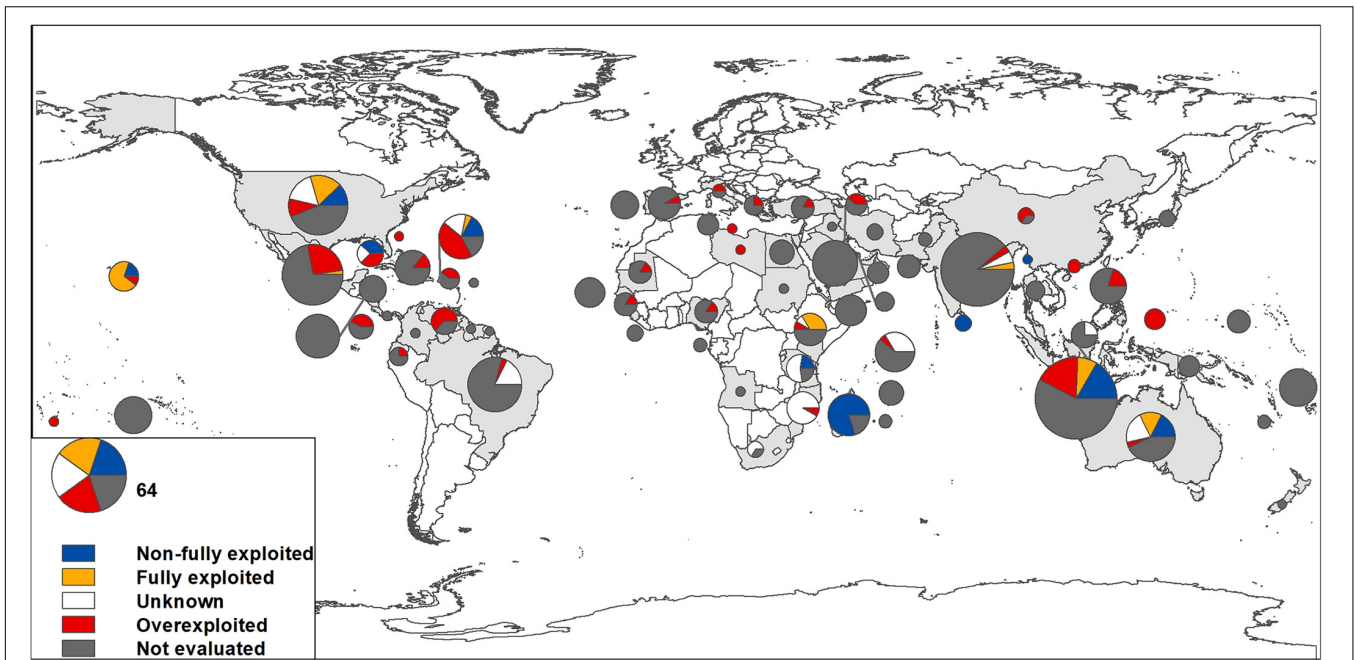 64
Non-fully exploited
Fully exploited
Unknown
Overexploited
Not evaluated